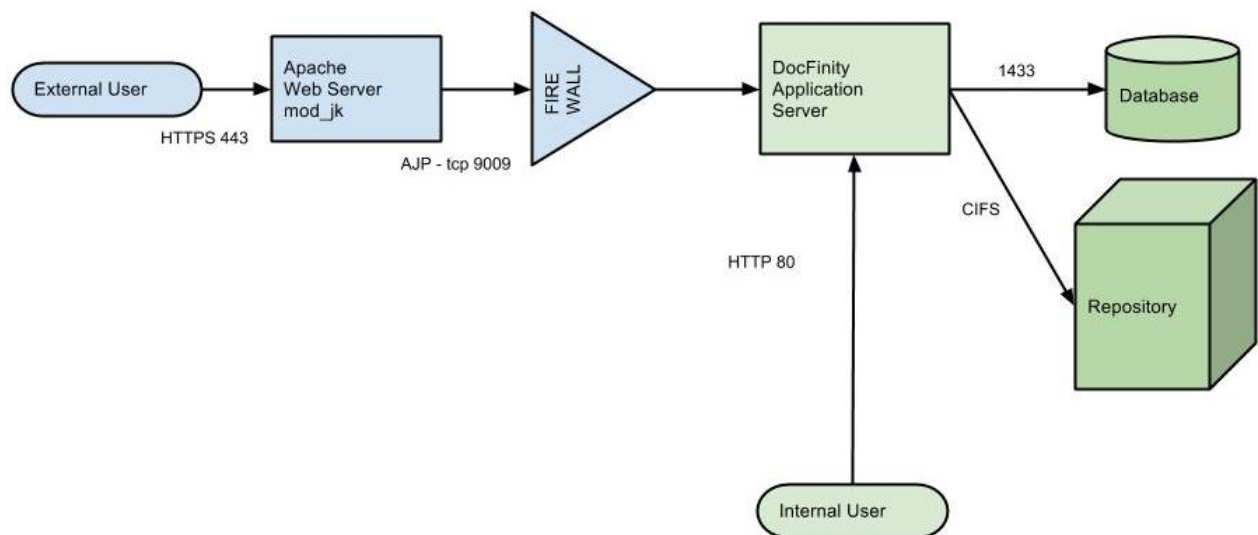 External User
HTTPS 443
Apache
Web Server
mod_jk
AJP - tcp 9009
FIRE
WALL
DocFinity
Application
Server
1433
Database
CIFS
Repository
HTTP 80
Internal User